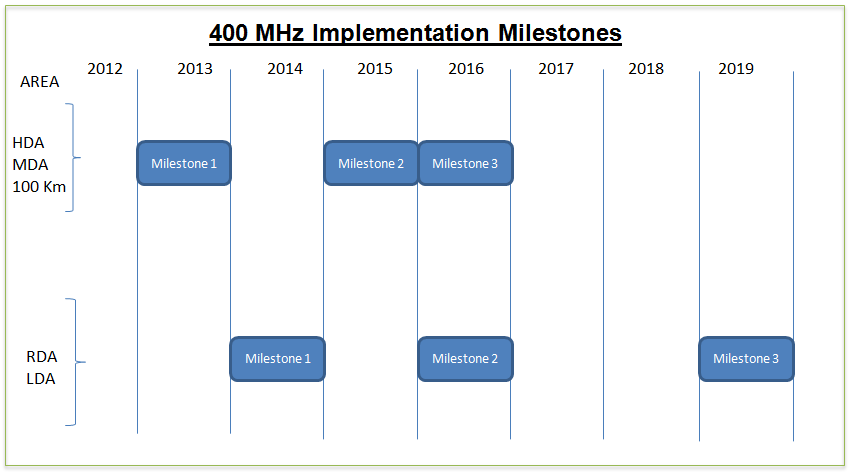 400 MHz Implementation Milestones
2012 2013 2014 2015 2016 2017 2018 2019
AREA
HDA
MDA
100 Km
Milestone 1 Milestone 2 Milestone 3
RDA
LDA
Milestone 1 Milestone 2 Milestone 3